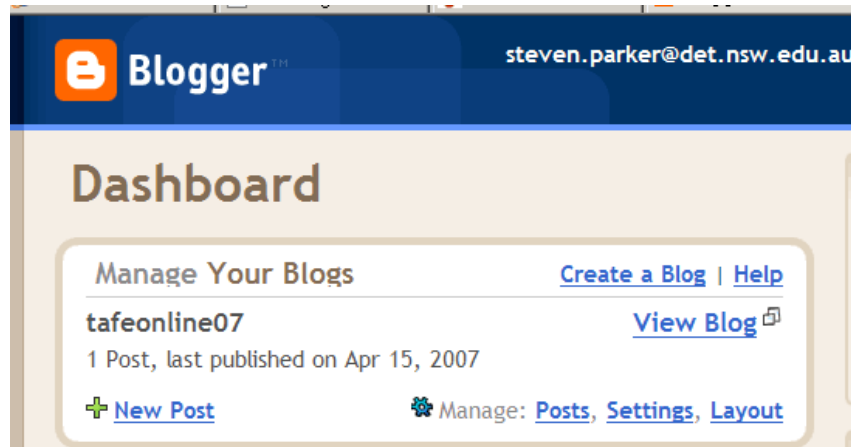 Blogger™
steven.parker@det.nsw.edu.au
Dashboard
Manage Your Blogs
Create a Blog | Help
tafeonline07
View Blog
1 Post, last published on Apr 15, 2007
New Post
Manage: Posts, Settings, Layout